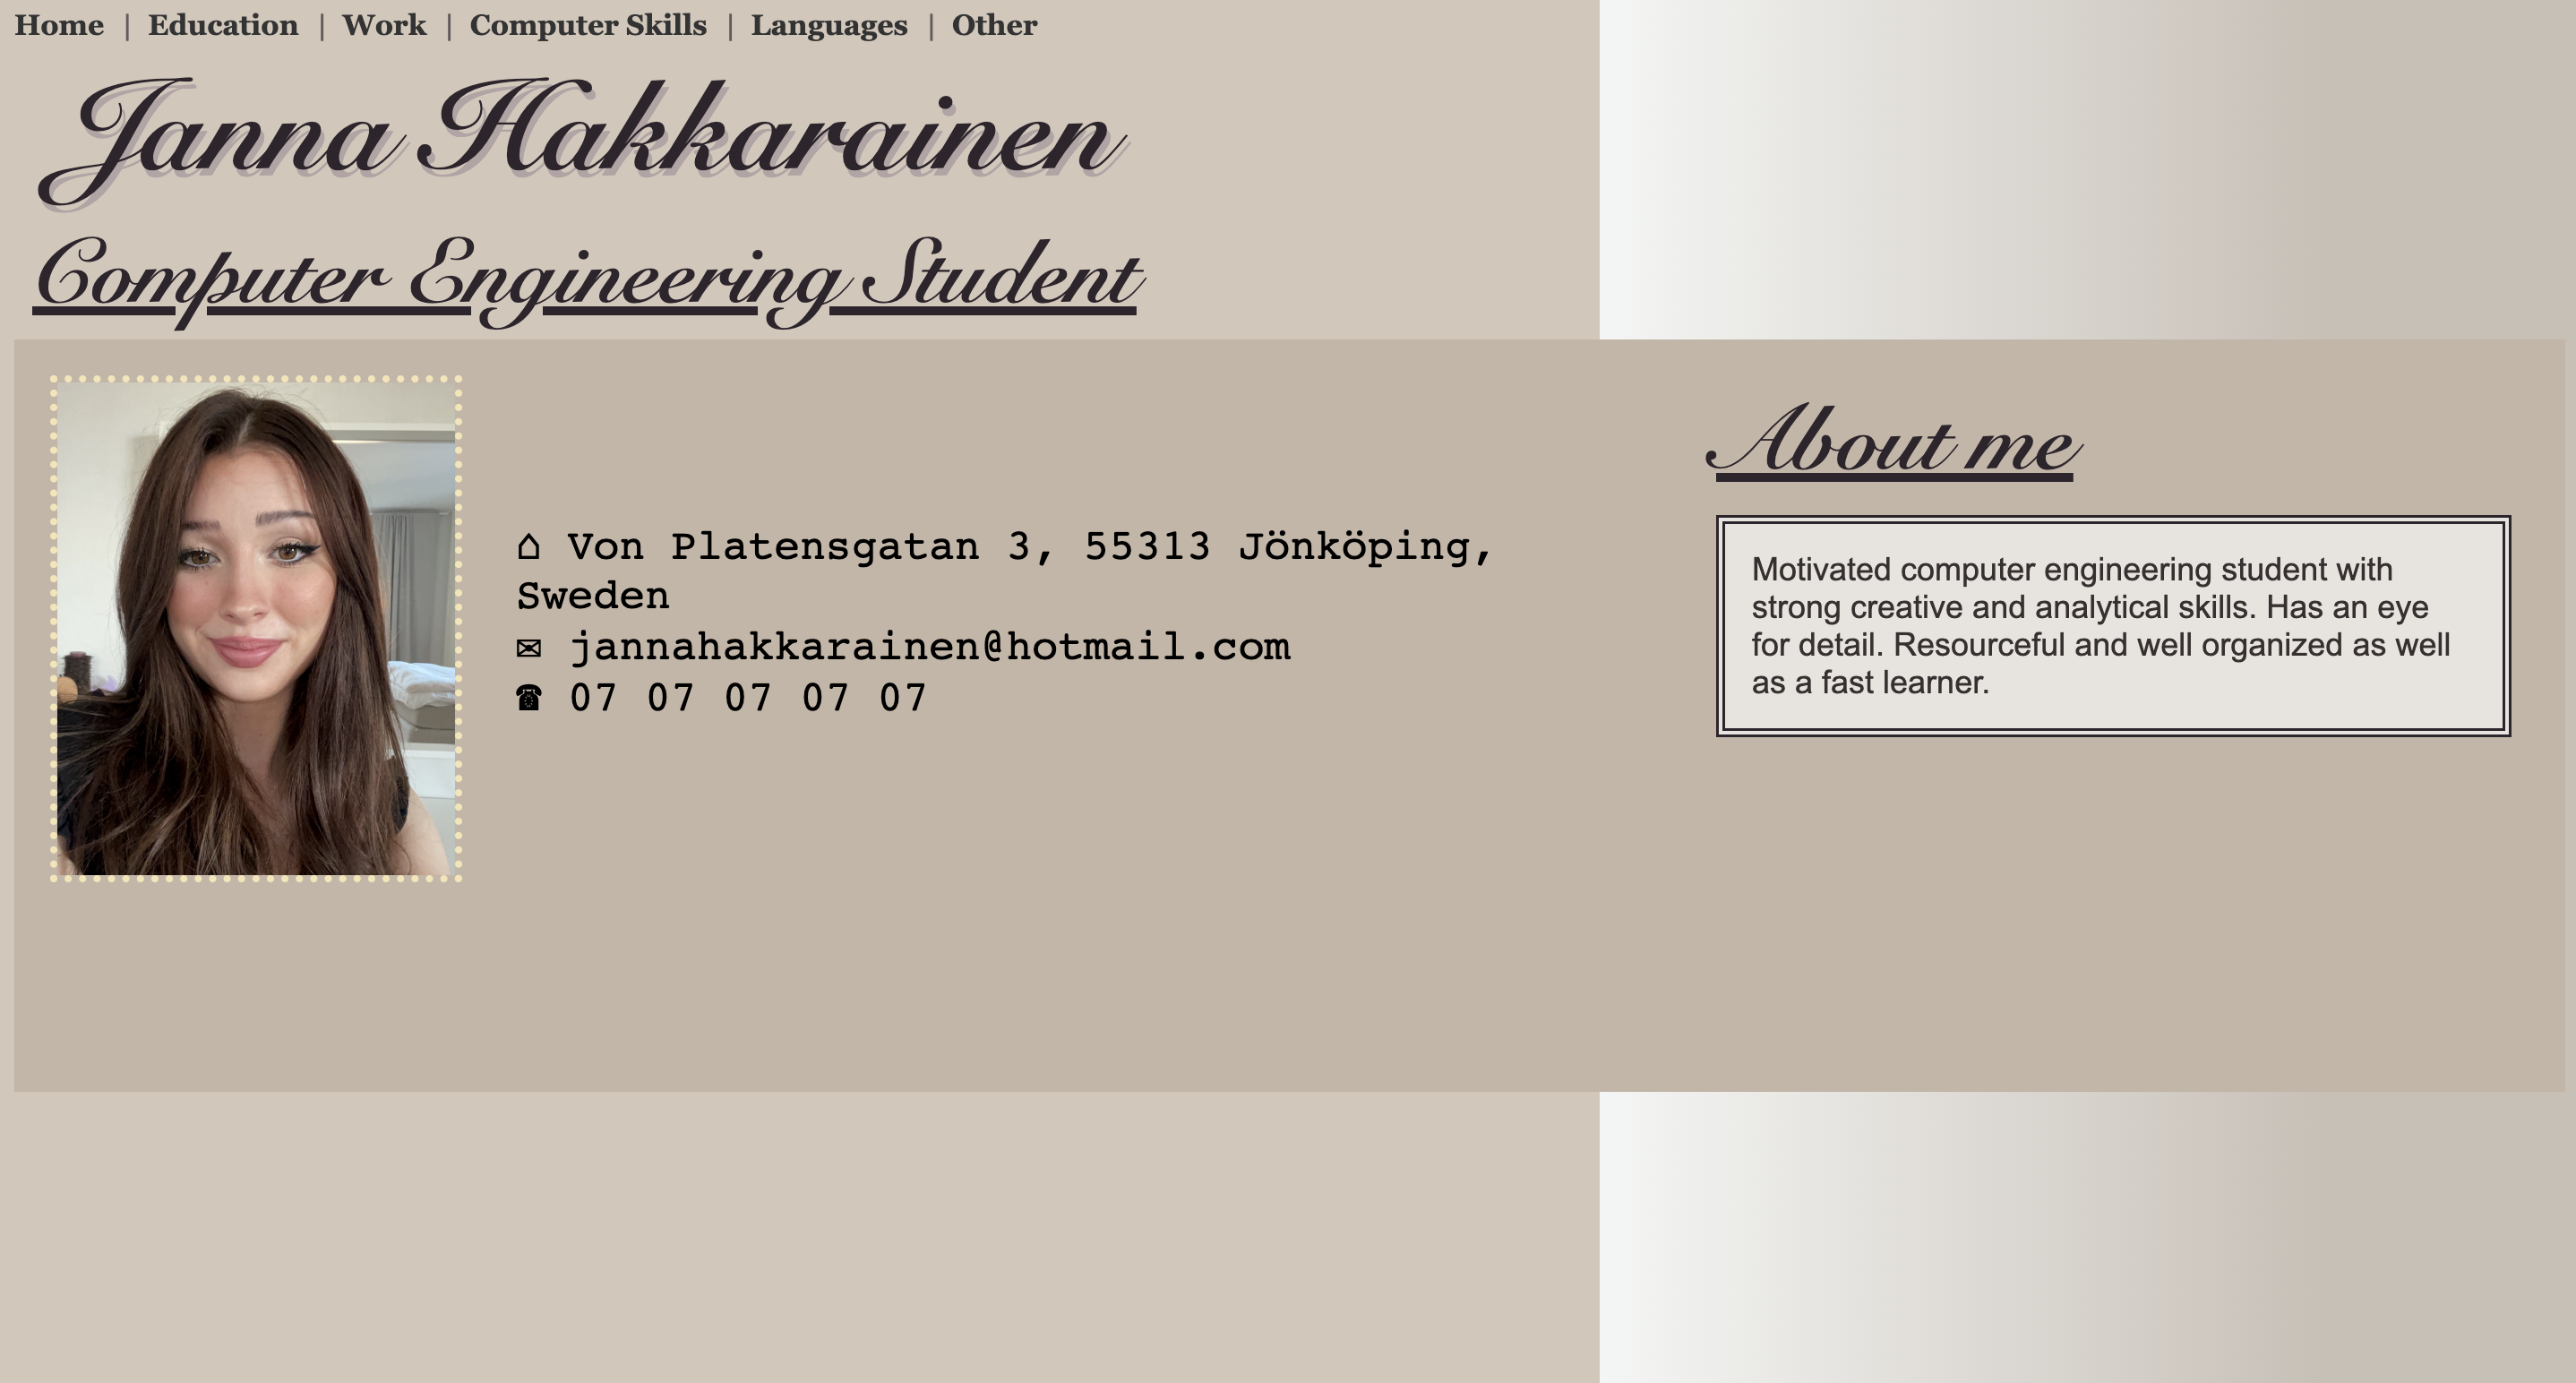 Home | Education | Work | Computer Skills | Languages | Other
Janna Hakkarainen
Computer Engineering Student
⌂ Von Platensgatan 3, 55313 Jönköping,
Sweden
✉ jannahakkarainen@hotmail.com
☎ 07 07 07 07 07
About me
Motivated computer engineering student with
strong creative and analytical skills. Has an eye
for detail. Resourceful and well organized as well
as a fast learner.